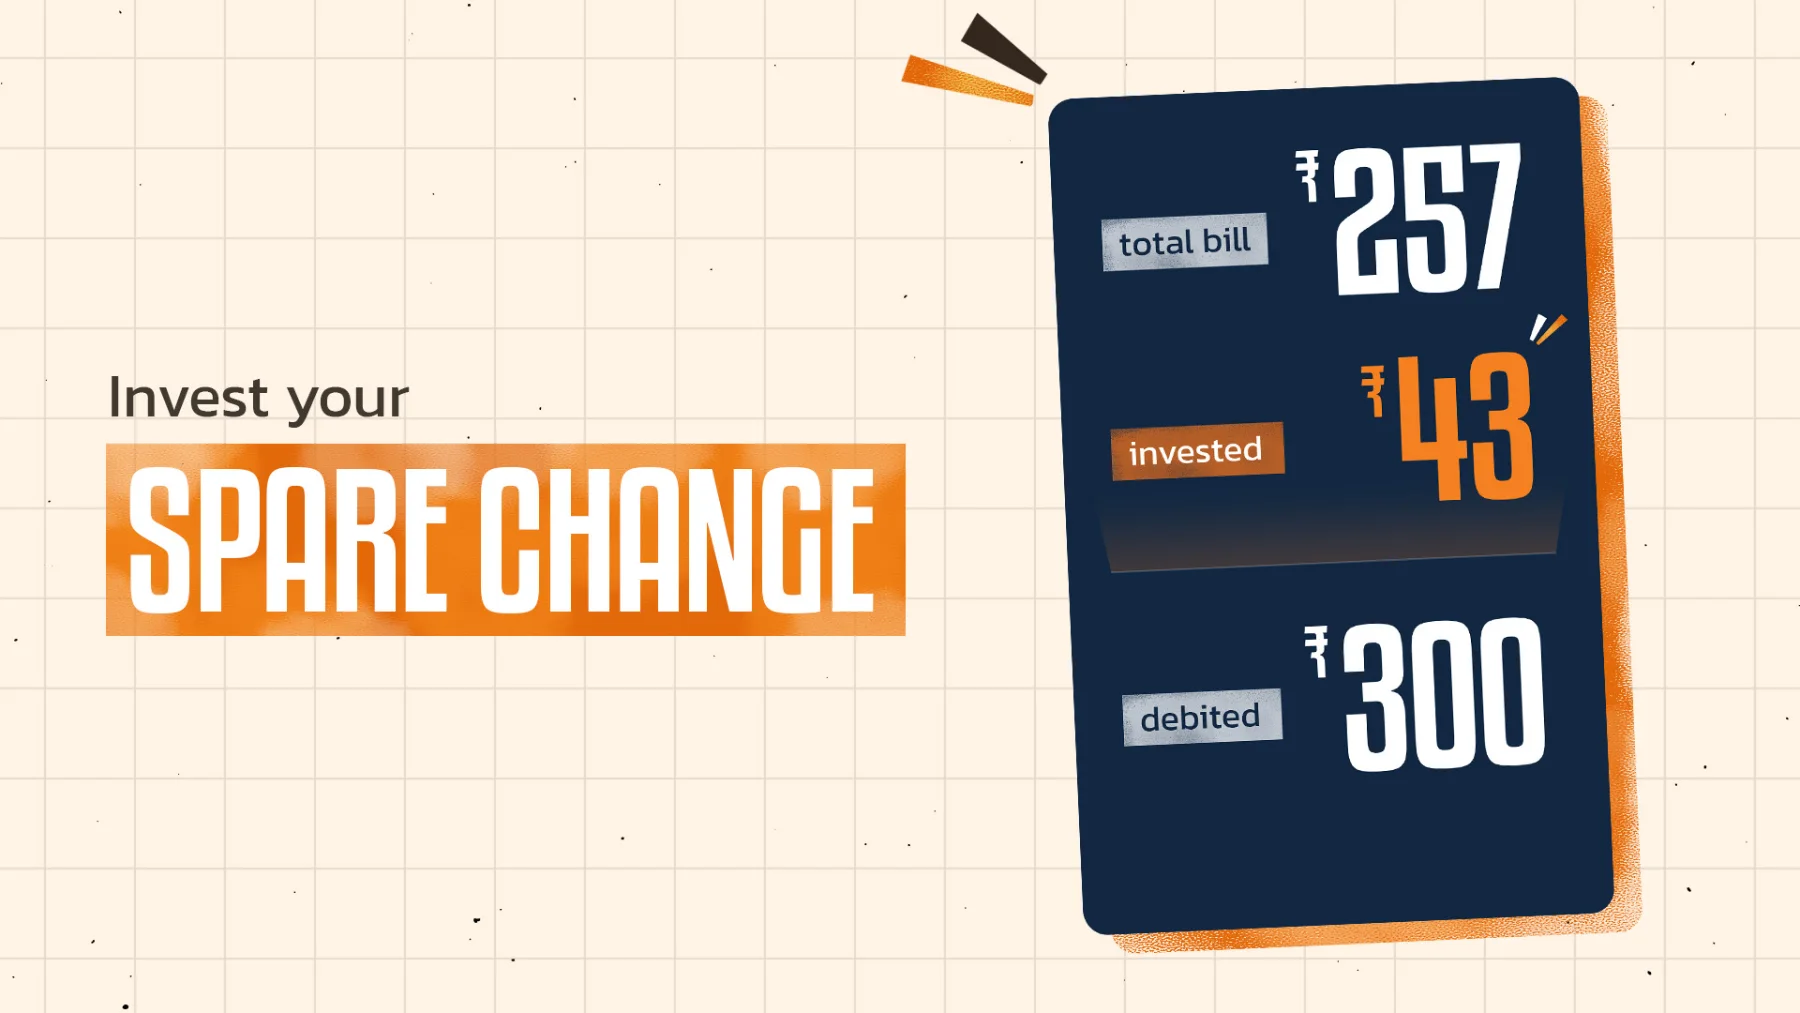 Invest your
SPARE CHANGE
total bill ₹257
invested ₹43
debited ₹300